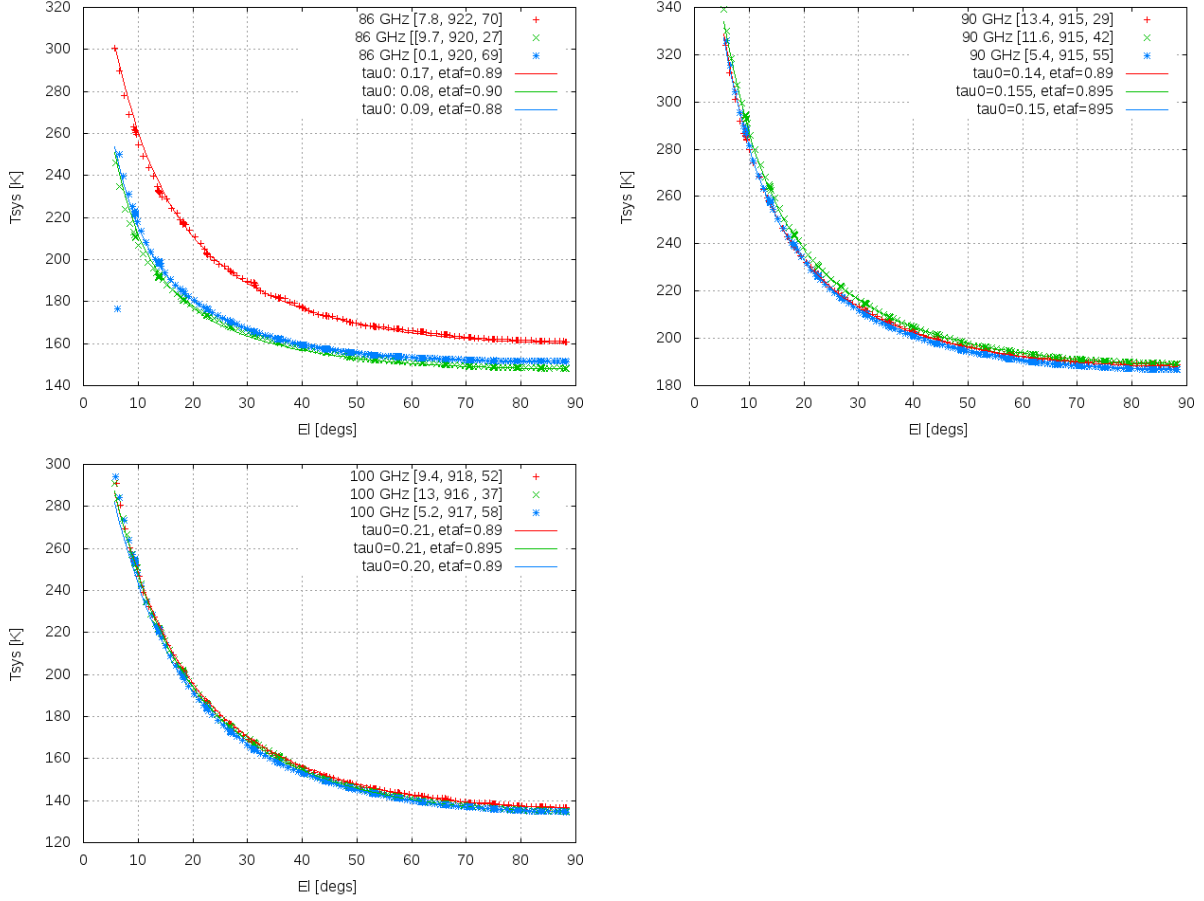 320
300
280
260
240
220
200
180
160
140
Tsys [K]
0 10 20 30 40 50 60 70 80 90
El [degs]
86 GHz [7.8, 922, 70]
86 GHz [[9.7, 920, 27]
86 GHz [0.1, 920, 69]
tau0: 0.17, etaf=0.89
tau0: 0.08, etaf=0.90
tau0: 0.09, etaf=0.88
340
320
300
280
260
240
220
200
180
Tsys [K]
0 10 20 30 40 50 60 70 80 90
El [degs]
90 GHz [13.4, 915, 29]
90 GHz [11.6, 915, 42]
90 GHz [5.4, 915, 55]
tau0=0.14, etaf=0.89
tau0=0.155, etaf=0.895
tau0=0.15, etaf=895
300
280
260
240
220
200
180
160
140
120
Tsys [K]
0 10 20 30 40 50 60 70 80 90
El [degs]
100 GHz [9.4, 918, 52]
100 GHz [13, 916 , 37]
100 GHz [5.2, 917, 58]
tau0=0.21, etaf=0.89
tau0=0.21, etaf=0.895
tau0=0.20, etaf=0.89